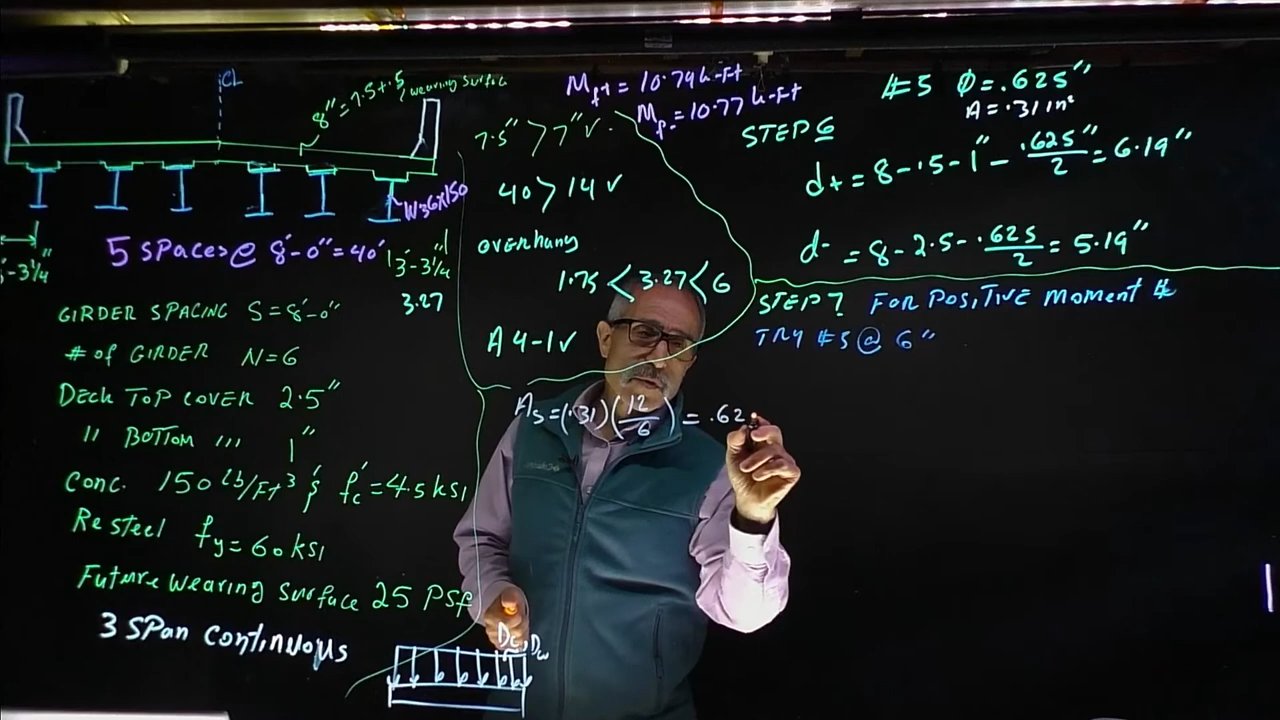 CL
8" = 7.5 + .5 / wearing surface
W36x150
5 spaces @ 8'-0" = 40'
3'-3 1/4"
'-3 1/4"
3.27
GIRDER SPACING S = 8'-0"
# of GIRDER N = 6
Deck TOP COVER 2.5"
" BOTTOM ,,, 1"
Conc. 150 lb/Ft³ & f'c = 4.5 ksi
Re steel fy = 60 ksi
Future wearing surface 25 PSF
3 SPan continuous
Dc, Dw
Mf+ = 10.79 k-Ft
Mf- = 10.77 k-Ft
7.5" > 7" ✓
40 > 14 ✓
overhang
1.75 < 3.27 < 6
A4-1 ✓
As = (.31)(12/6) = .62
#5 Φ = .625"
A = .31 in²
STEP 6
d+ = 8 - .5 - 1" - .625"/2 = 6.19"
d- = 8 - 2.5 - .625/2 = 5.19"
STEP 7 FOR POSITIVE moment
TRY #5 @ 6"